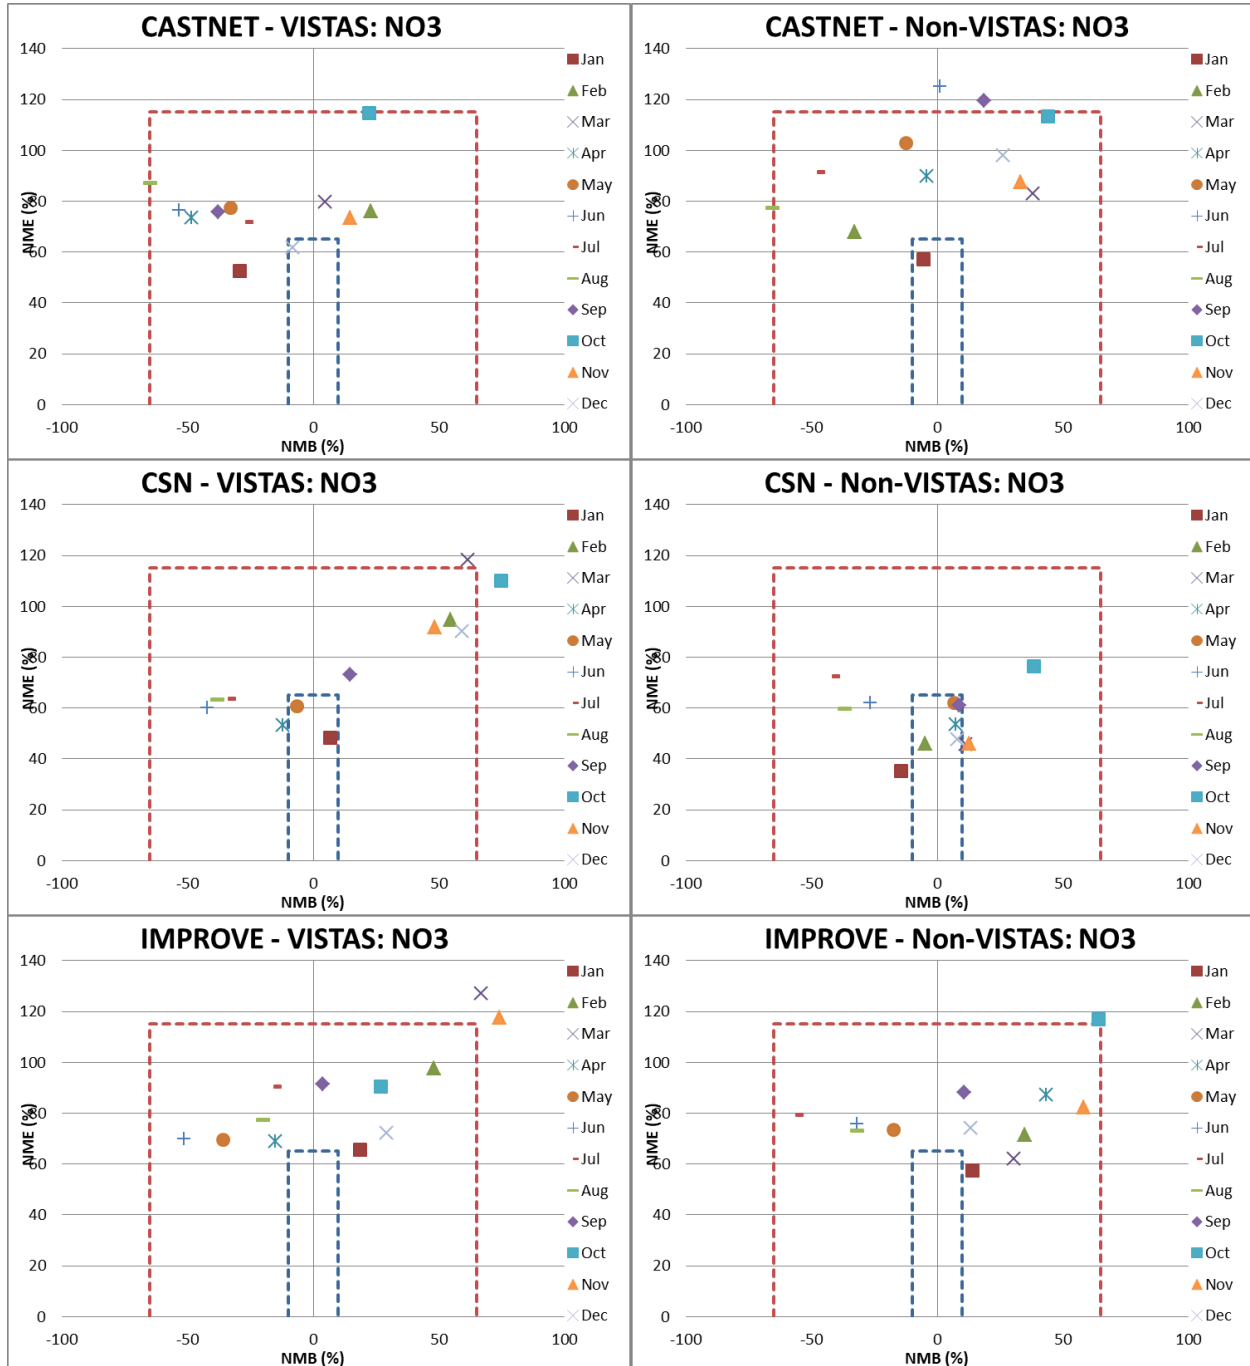 CASTNET - VISTAS: NO3
140
120
100
80
60
40
20
0
-100
-50
0
50
100
NME (%)
NMB (%)
Jan
Feb
Mar
Apr
May
Jun
Jul
Aug
Sep
Oct
Nov
Dec
CASTNET - Non-VISTAS: NO3
140
120
100
80
60
40
20
0
-100
-50
0
50
100
NME (%)
NMB (%)
Jan
Feb
Mar
Apr
May
Jun
Jul
Aug
Sep
Oct
Nov
Dec
CSN - VISTAS: NO3
140
120
100
80
60
40
20
0
-100
-50
0
50
100
NME (%)
NMB (%)
Jan
Feb
Mar
Apr
May
Jun
Jul
Aug
Sep
Oct
Nov
Dec
CSN - Non-VISTAS: NO3
140
120
100
80
60
40
20
0
-100
-50
0
50
100
NME (%)
NMB (%)
Jan
Feb
Mar
Apr
May
Jun
Jul
Aug
Sep
Oct
Nov
Dec
IMPROVE - VISTAS: NO3
140
120
100
80
60
40
20
0
-100
-50
0
50
100
NME (%)
NMB (%)
Jan
Feb
Mar
Apr
May
Jun
Jul
Aug
Sep
Oct
Nov
Dec
IMPROVE - Non-VISTAS: NO3
140
120
100
80
60
40
20
0
-100
-50
0
50
100
NME (%)
NMB (%)
Jan
Feb
Mar
Apr
May
Jun
Jul
Aug
Sep
Oct
Nov
Dec